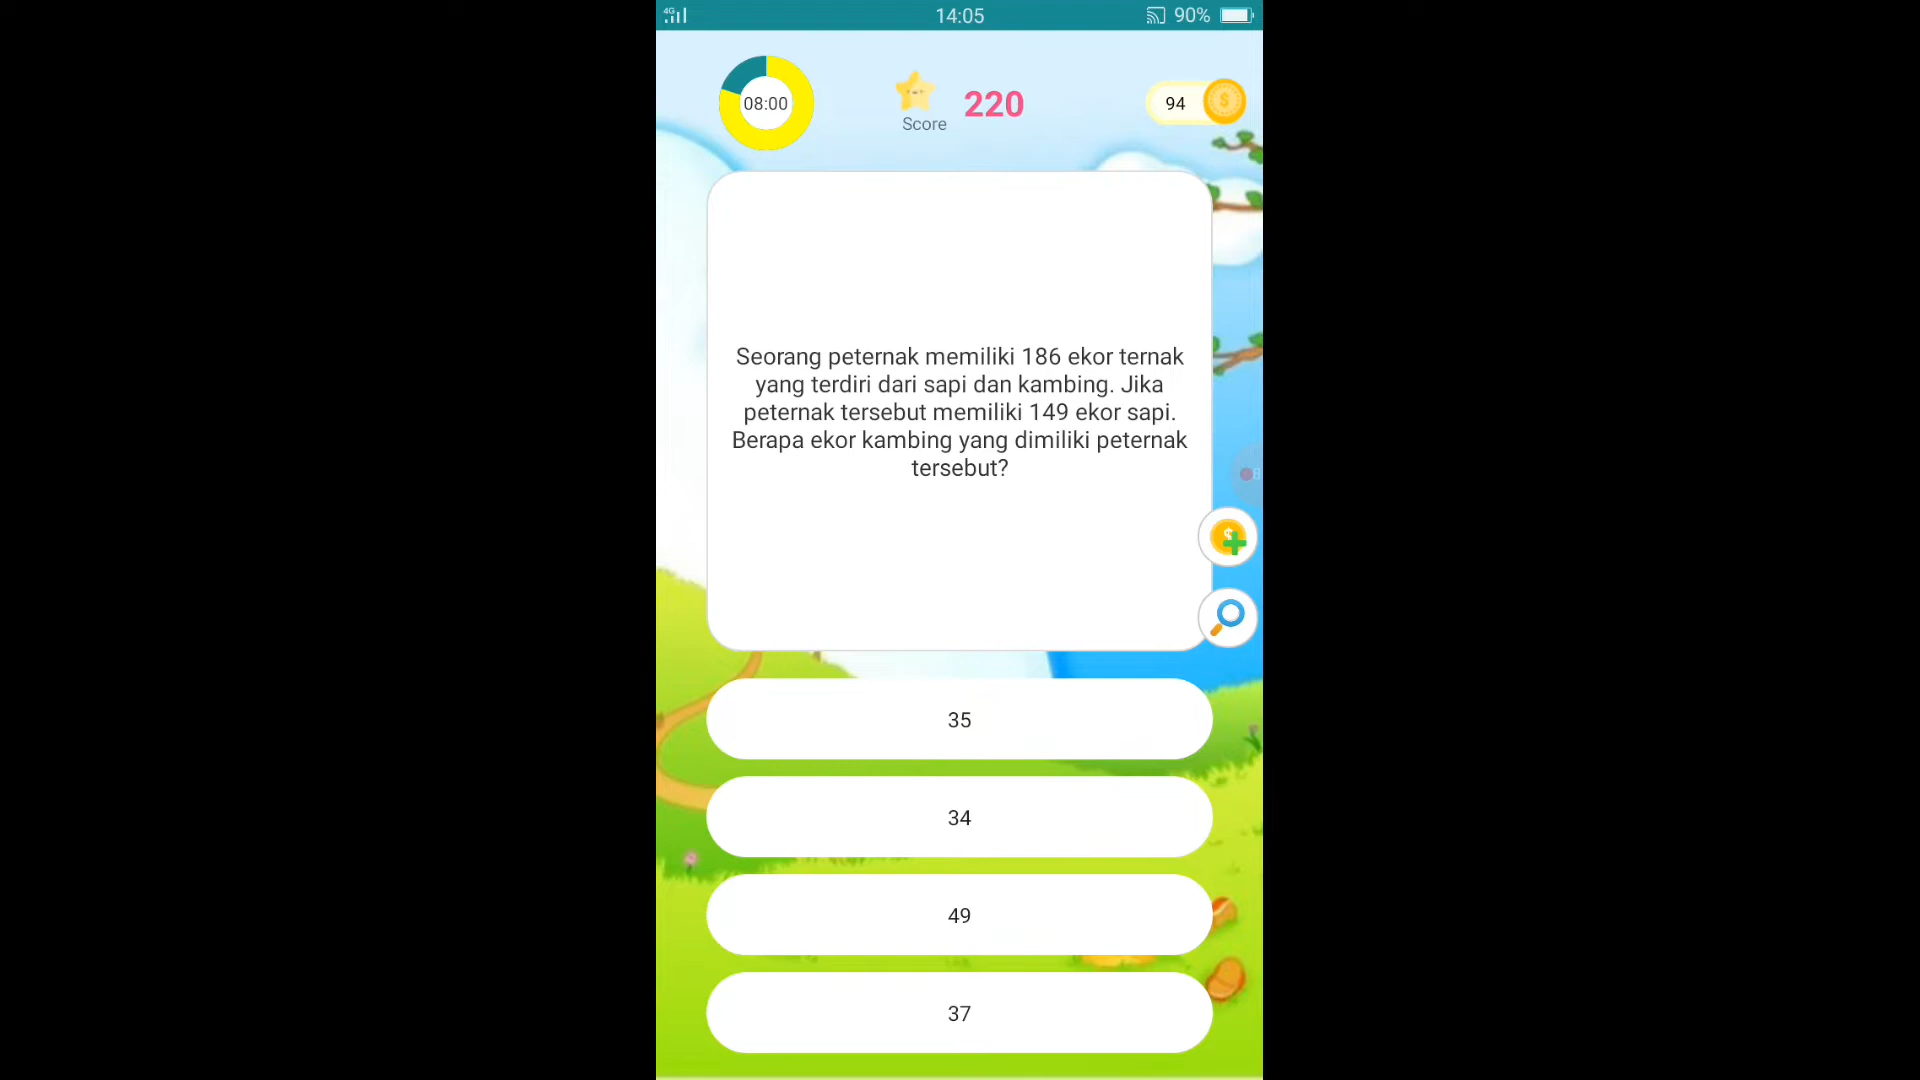 4G 14:05 90%
08:00
Score 220
94
Seorang peternak memiliki 186 ekor ternak
yang terdiri dari sapi dan kambing. Jika
peternak tersebut memiliki 149 ekor sapi.
Berapa ekor kambing yang dimiliki peternak
tersebut?
35
34
49
37